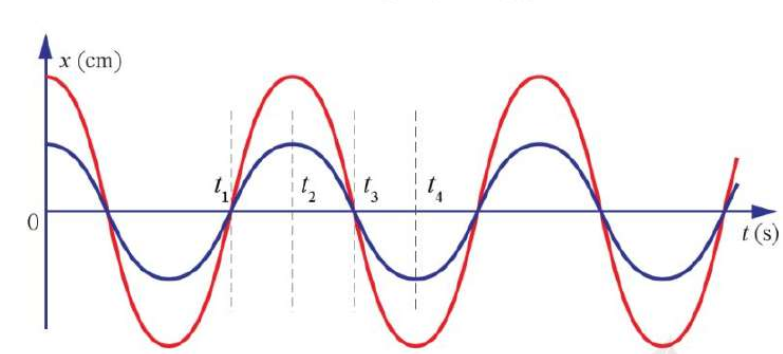 x (cm)
t₁ t₂ t₃ t₄
0
t (s)